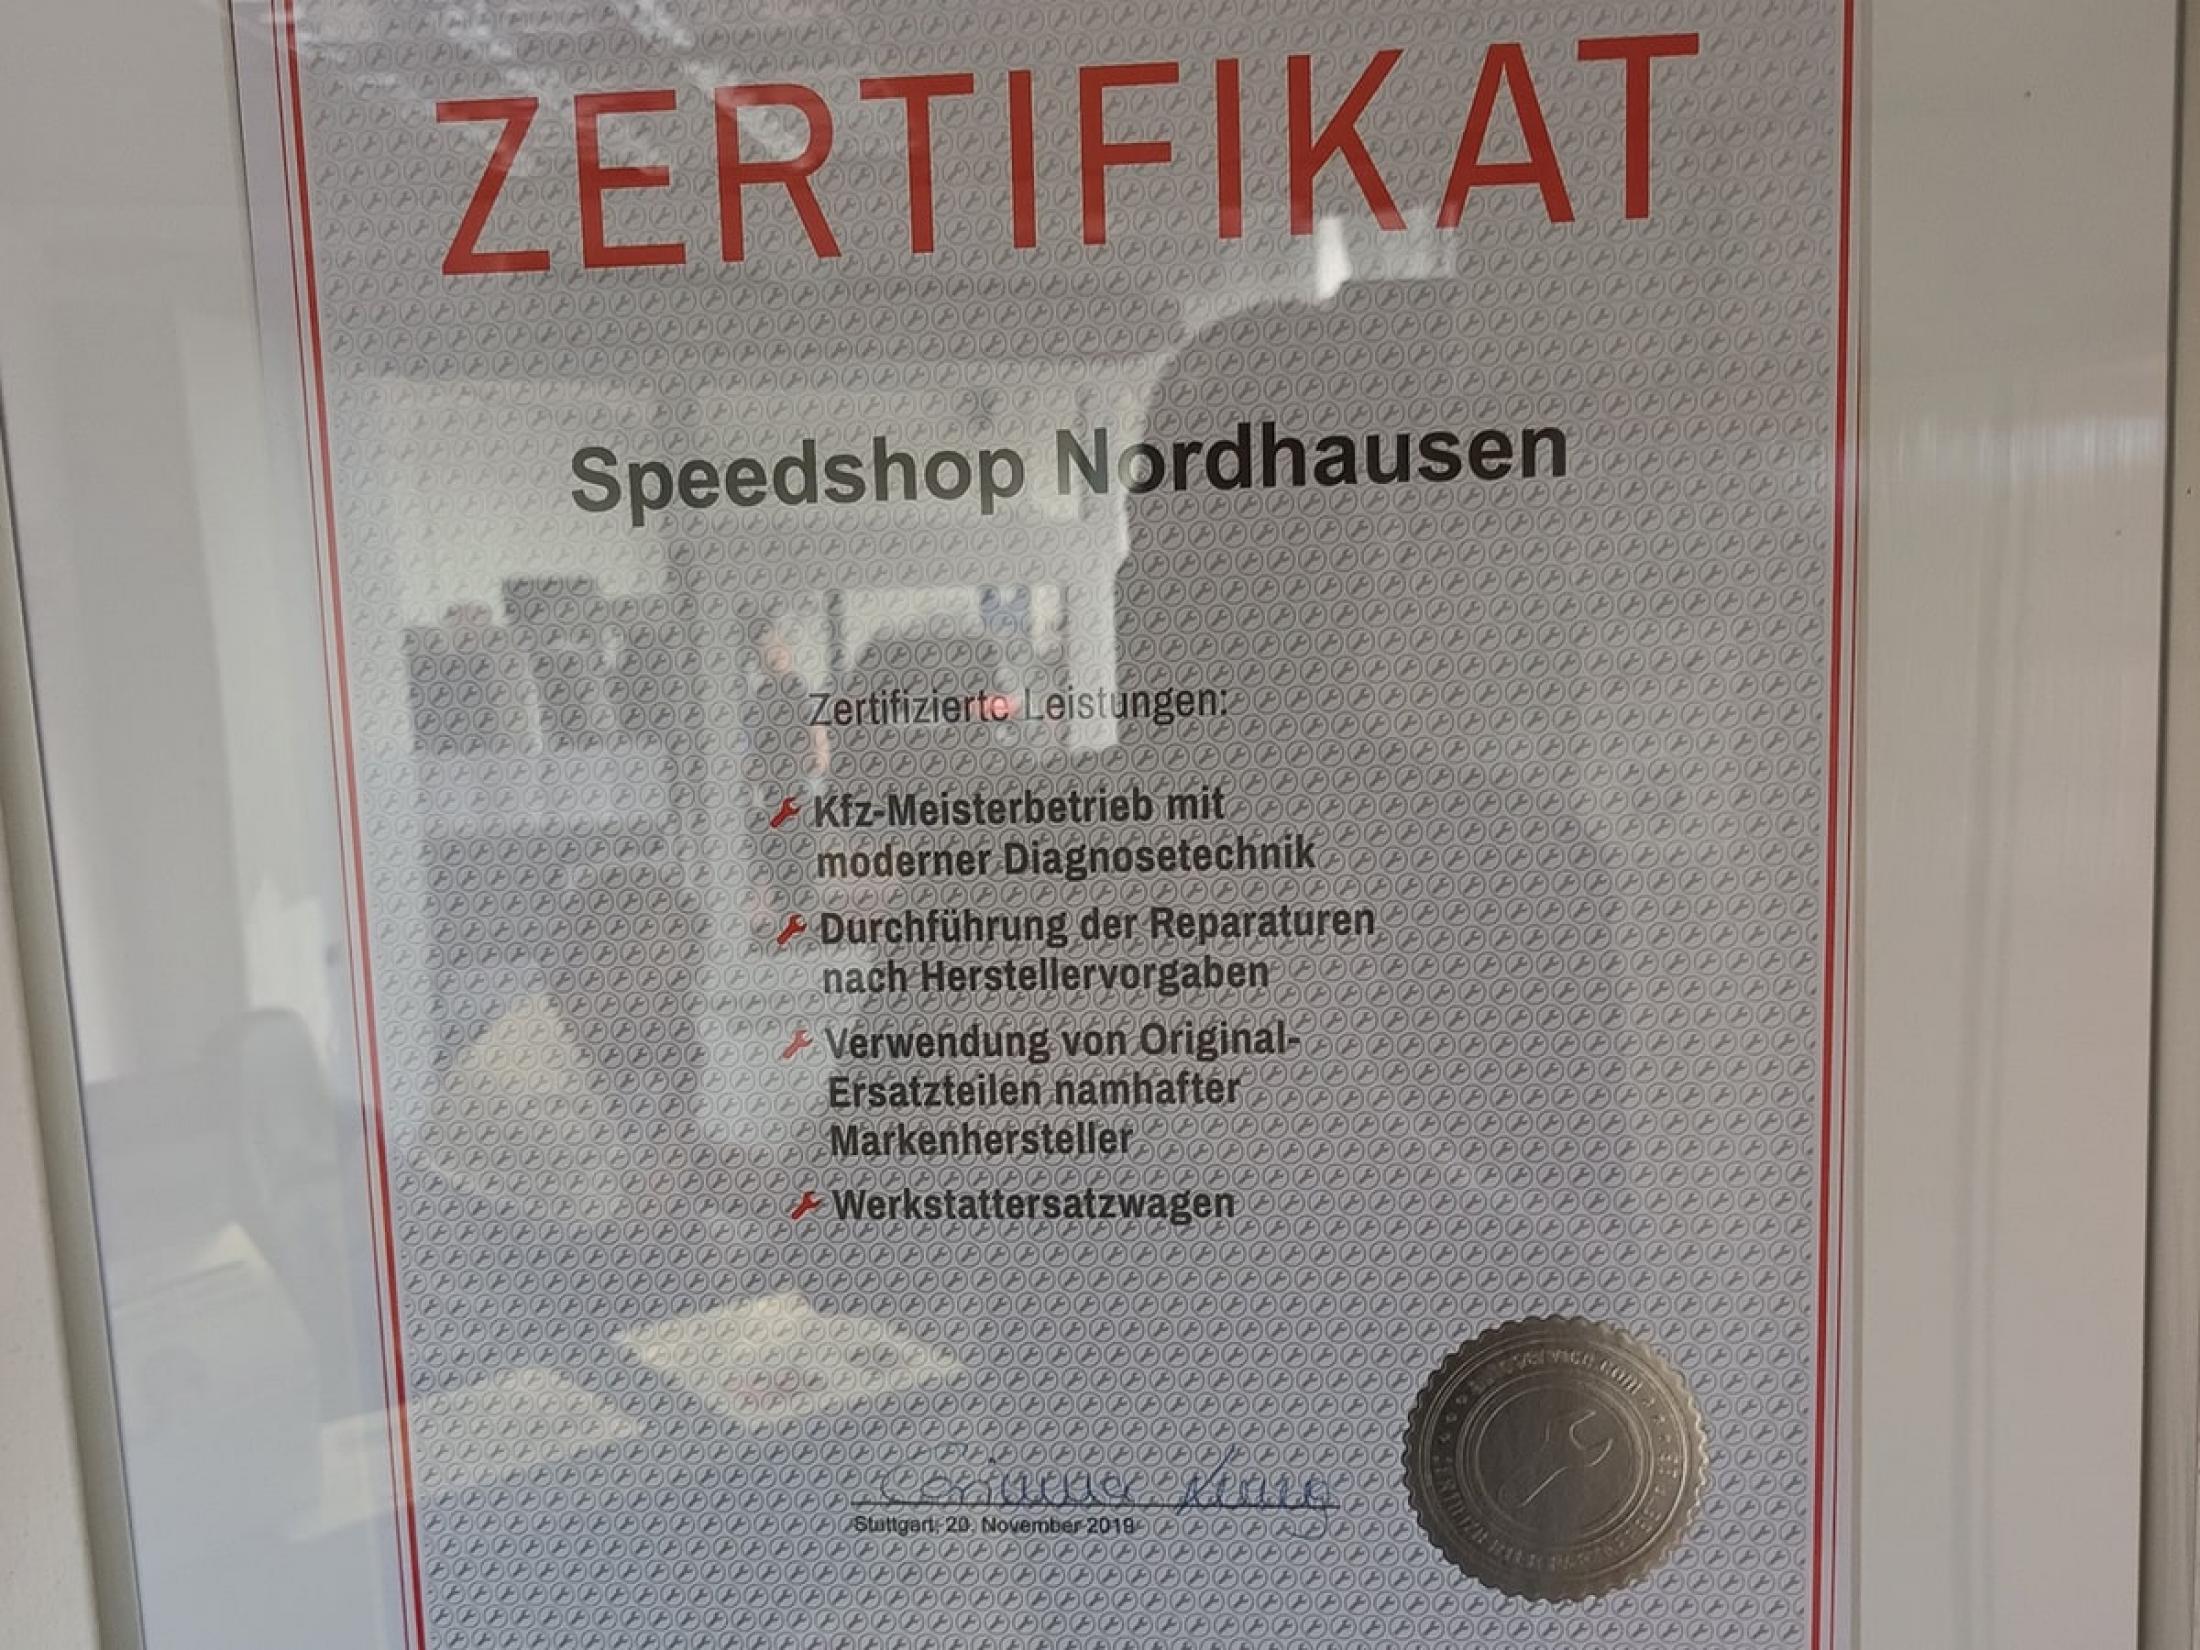 ZERTIFIKAT
Speedshop Nordhausen
Zertifizierte Leistungen:
Kfz-Meisterbetrieb mit
moderner Diagnosetechnik
Durchführung der Reparaturen
nach Herstellervorgaben
Verwendung von Original-
Ersatzteilen namhafter
Markenhersteller
Werkstattersatzwagen
Corinna
Stuttgart, 20. November 2019